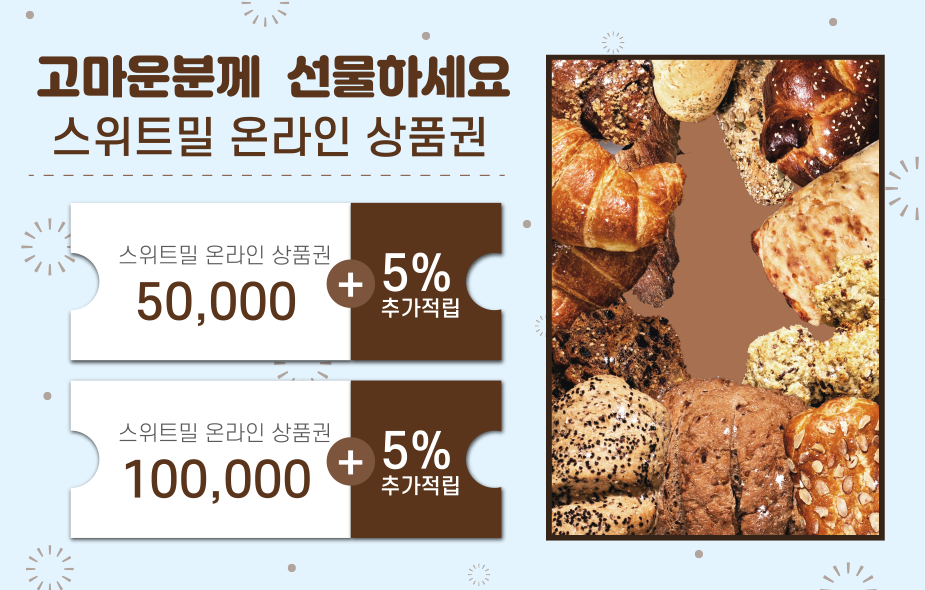 고마운분께 선물하세요
스위트밀 온라인 상품권
스위트밀 온라인 상품권
50,000
+
5%
추가적립
스위트밀 온라인 상품권
100,000
+
5%
추가적립